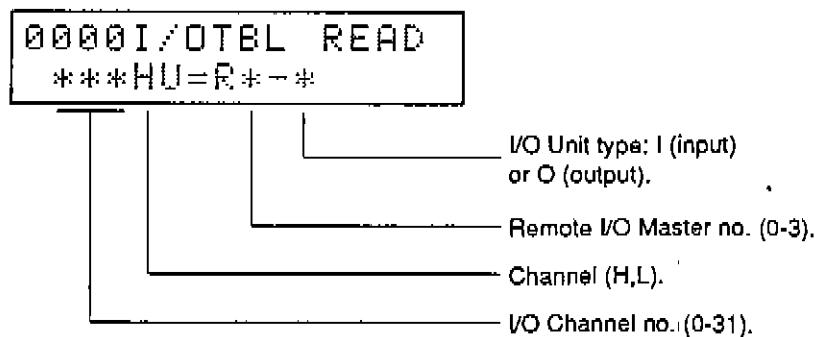 0000I/OTBL READ
***HU=R*-*
I/O Unit type: I (input)
or O (output).
Remote I/O Master no. (0-3).
Channel (H,L).
I/O Channel no. (0-31).